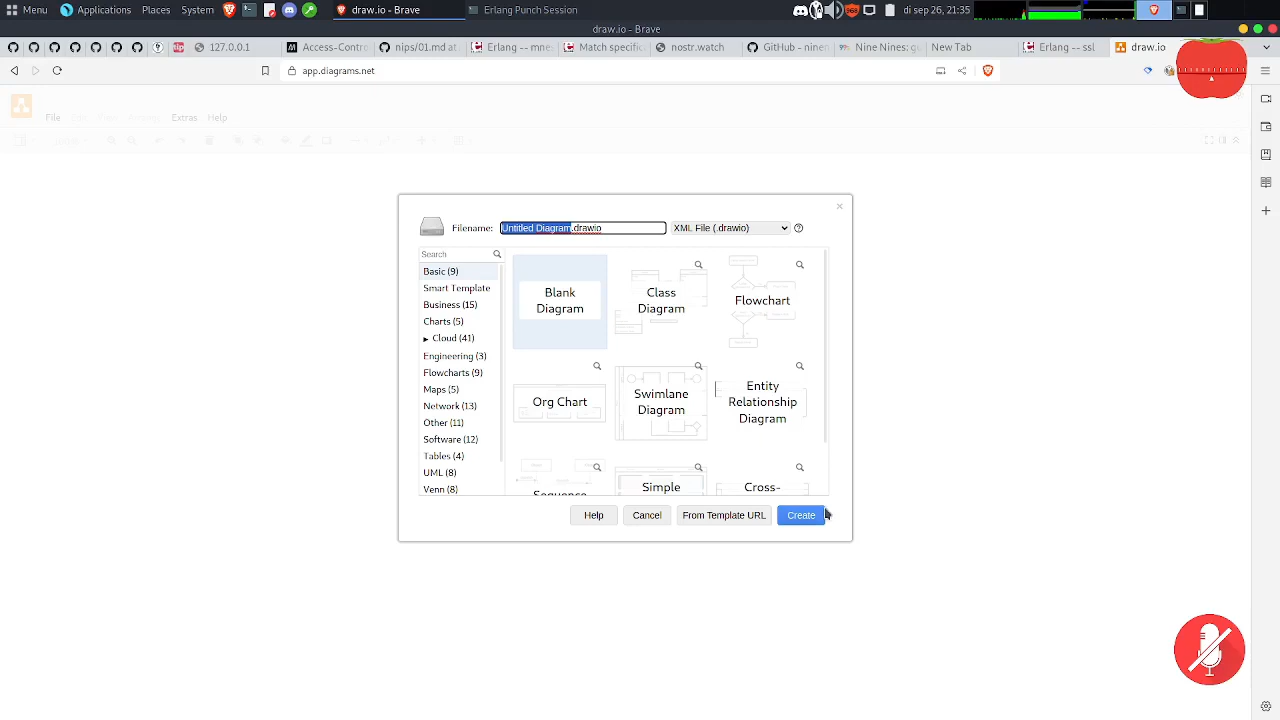 Menu Applications Places System draw.io - Brave Erlang Punch Session 968 di sep 26, 21:35
draw.io - Brave
127.0.0.1 Access-Contro nips/01.md at Match specific nostr.watch GitHub - ninen Nine Nines: gu New Tab Erlang -- ssl draw.io
app.diagrams.net
File Edit View Arrange Extras Help
Filename: Untitled Diagram.drawio XML File (.drawio)
Search
Basic (9)
Smart Template
Business (15)
Charts (5)
Cloud (41)
Engineering (3)
Flowcharts (9)
Maps (5)
Network (13)
Other (11)
Software (12)
Tables (4)
UML (8)
Venn (8)
Blank
Diagram
Class
Diagram
Flowchart
Org Chart
Swimlane
Diagram
Entity
Relationship
Diagram
Sequence
Simple
Cross-
Help Cancel From Template URL Create